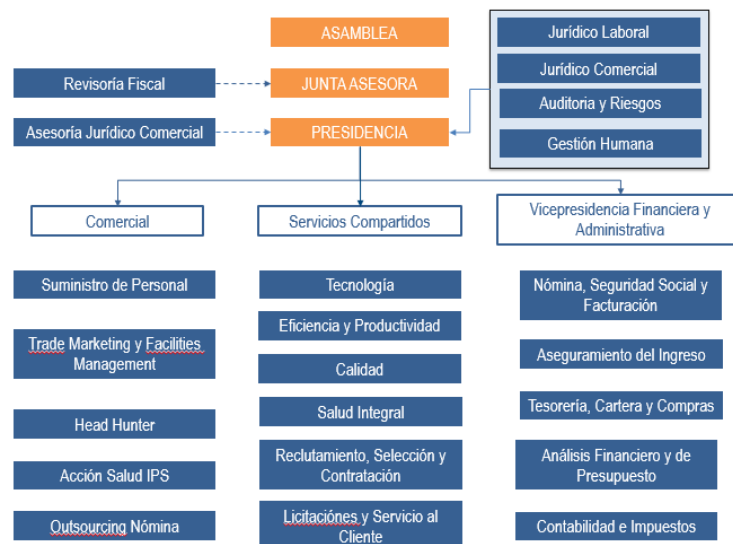 ASAMBLEA
Revisoría Fiscal
JUNTA ASESORA
Asesoría Jurídico Comercial
PRESIDENCIA
Jurídico Laboral
Jurídico Comercial
Auditoria y Riesgos
Gestión Humana
Comercial
Servicios Compartidos
Vicepresidencia Financiera y
Administrativa
Suministro de Personal
Trade Marketing y Facilities
Management
Head Hunter
Acción Salud IPS
Outsourcing Nómina
Tecnología
Eficiencia y Productividad
Calidad
Salud Integral
Reclutamiento, Selección y
Contratación
Licitaciónes y Servicio al
Cliente
Nómina, Seguridad Social y
Facturación
Aseguramiento del Ingreso
Tesorería, Cartera y Compras
Análisis Financiero y de
Presupuesto
Contabilidad e Impuestos